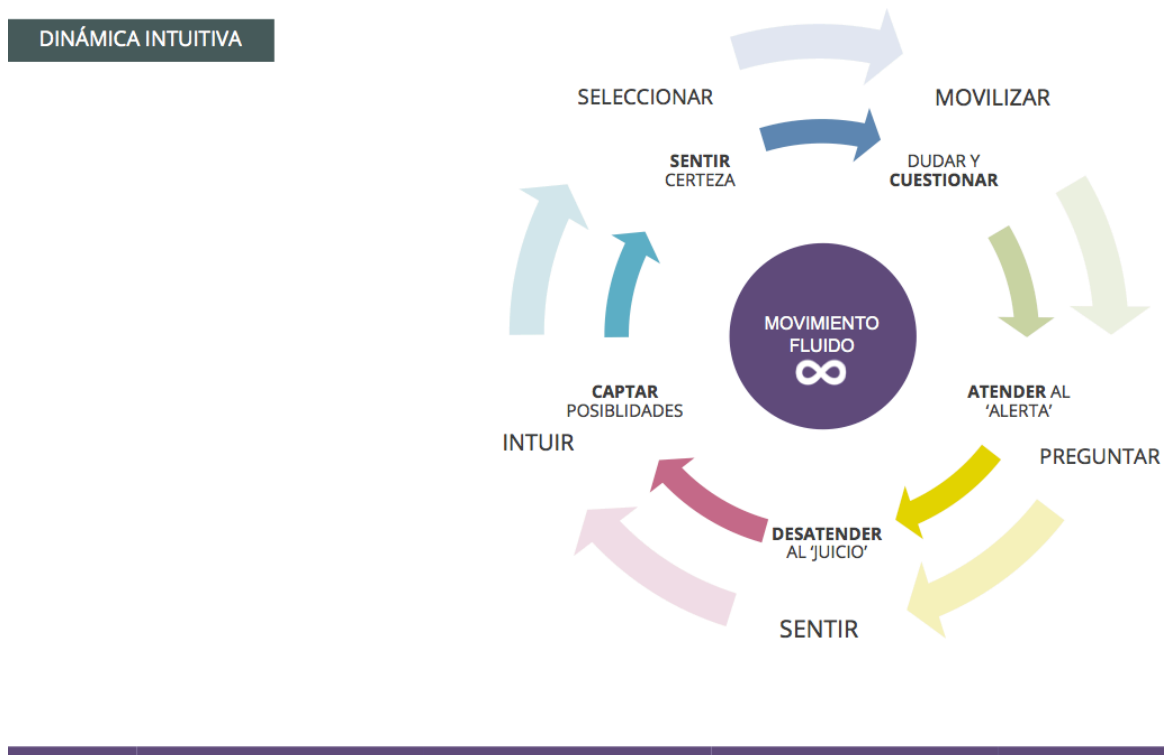 DINÁMICA INTUITIVA
SELECCIONAR
MOVILIZAR
SENTIR
CERTEZA
DUDAR Y
CUESTIONAR
MOVIMIENTO
FLUIDO
CAPTAR
POSIBLIDADES
ATENDER AL
‘ALERTA’
INTUIR
PREGUNTAR
DESATENDER
AL ‘JUICIO’
SENTIR